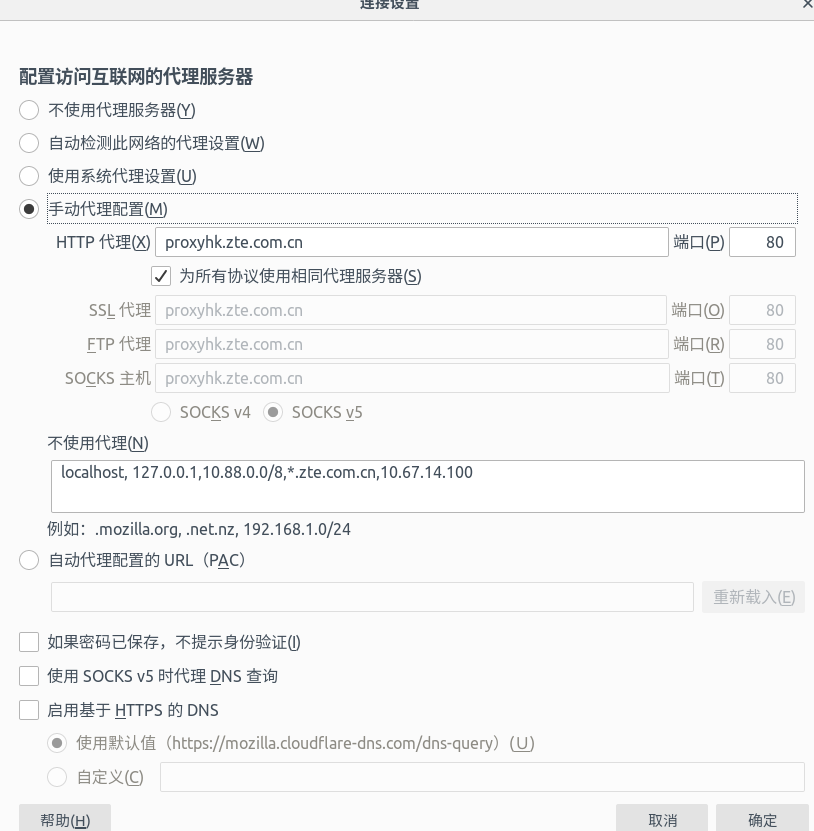 连接设置
配置访问互联网的代理服务器
不使用代理服务器(Y)
自动检测此网络的代理设置(W)
使用系统代理设置(U)
手动代理配置(M)
HTTP 代理(X) proxyhk.zte.com.cn 端口(P) 80
为所有协议使用相同代理服务器(S)
SSL 代理 proxyhk.zte.com.cn 端口(O) 80
FTP 代理 proxyhk.zte.com.cn 端口(R) 80
SOCKS 主机 proxyhk.zte.com.cn 端口(T) 80
SOCKS v4 SOCKS v5
不使用代理(N)
localhost, 127.0.0.1,10.88.0.0/8,*.zte.com.cn,10.67.14.100
例如：.mozilla.org, .net.nz, 192.168.1.0/24
自动代理配置的 URL（PAC）
重新载入(E)
如果密码已保存，不提示身份验证(I)
使用 SOCKS v5 时代理 DNS 查询
启用基于 HTTPS 的 DNS
使用默认值（https://mozilla.cloudflare-dns.com/dns-query）(U)
自定义(C)
帮助(H) 取消 确定